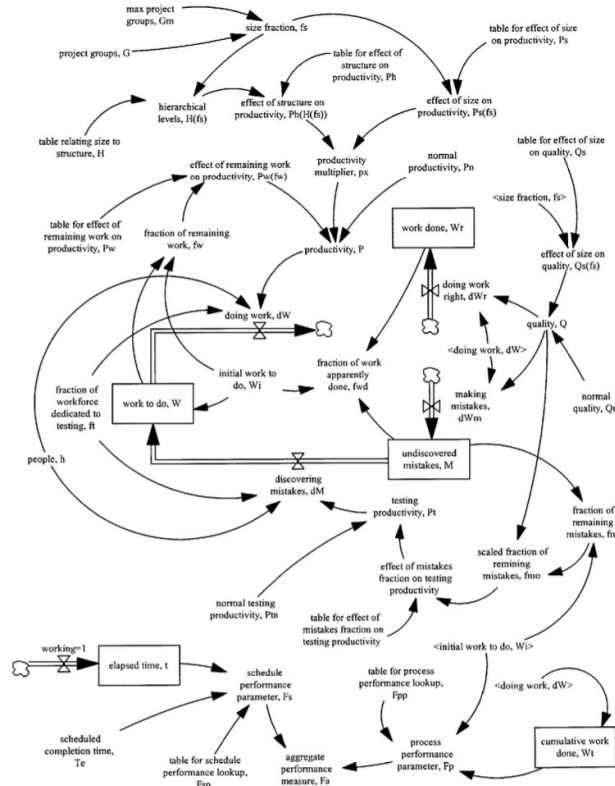 max project
groups, Gm
size fraction, fs
project groups, G
table for effect of
structure on
productivity, Ph
table for effect of size
on productivity, Ps
hierarchical
levels, H(fs)
effect of structure on
productivity, Ph(H(fs))
effect of size on
productivity, Ps(fs)
table relating size to
structure, H
effect of remaining work
on productivity, Pw(fw)
productivity
multiplier, px
normal
productivity, Pn
table for effect of size
on quality, Qs
<size fraction, fs>
table for effect of
remaining work on
productivity, Pw
fraction of remaining
work, fw
productivity, P
work done, Wr
effect of size on
quality, Qs(fs)
doing work, dW
doing work
right, dWr
quality, Q
<doing work, dW>
initial work to
do, Wi
fraction of work
apparently
done, fwd
fraction of
workforce
dedicated to
testing, ft
work to do, W
making
mistakes,
dWm
normal
quality, Qn
people, h
undiscovered
mistakes, M
discovering
mistakes, dM
testing
productivity, Pt
fraction of
remaining
mistakes, fm
scaled fraction of
remining
mistakes, fmo
effect of mistakes
fraction on testing
productivity
normal testing
productivity, Ptn
table for effect of
mistakes fraction on
testing productivity
<initial work to do, Wi>
working=1
elapsed time, t
schedule
performance
parameter, Fs
table for process
performance lookup,
Fpp
<doing work, dW>
scheduled
completion time,
Te
table for schedule
performance lookup,
Fsp
aggregate
performance
measure, Fa
process
performance
parameter, Fp
cumulative work
done, Wt